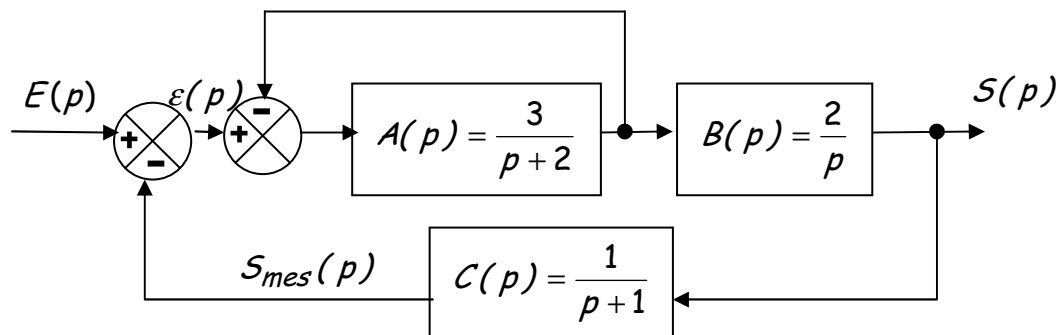 E(p)
+
-
ε(p)
+
-
A(p) = 3/(p + 2)
B(p) = 2/p
S(p)
S_mes(p)
C(p) = 1/(p + 1)